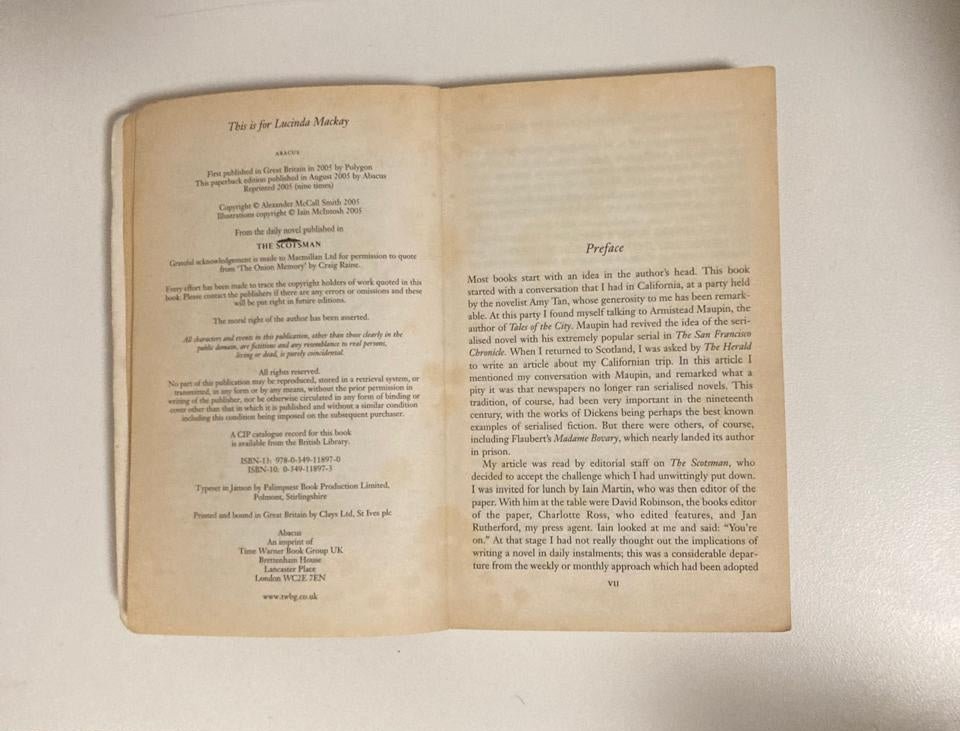 This is for Lucinda Mackay
ABACUS
First published in Great Britain in 2005 by Polygon
This paperback edition published in August 2005 by Abacus
Reprinted 2005 (nine times)
Copyright © Alexander McCall Smith 2005
Illustrations copyright © Iain McIntosh 2005
From the daily novel published in
THE SCOTSMAN
Grateful acknowledgement is made to Macmillan Ltd for permission to quote
from 'The Onion Memory' by Craig Raine.
Every effort has been made to trace the copyright holders of work quoted in this
book. Please contact the publishers if there are any errors or omissions and these
will be put right in future editions.
The moral right of the author has been asserted.
All characters and events in this publication, other than those clearly in the
public domain, are fictitious and any resemblance to real persons,
living or dead, is purely coincidental.
All rights reserved.
No part of this publication may be reproduced, stored in a retrieval system, or
transmitted, in any form or by any means, without the prior permission in
writing of the publisher, nor be otherwise circulated in any form of binding or
cover other than that in which it is published and without a similar condition
including this condition being imposed on the subsequent purchaser.
A CIP catalogue record for this book
is available from the British Library.
ISBN-13: 978-0-349-11897-0
ISBN-10: 0-349-11897-3
Typeset in Janson by Palimpsest Book Production Limited,
Polmont, Stirlingshire
Printed and bound in Great Britain by Clays Ltd, St Ives plc
Abacus
An imprint of
Time Warner Book Group UK
Brettenham House
Lancaster Place
London WC2E 7EN
www.twbg.co.uk
Preface
Most books start with an idea in the author's head. This book
started with a conversation that I had in California, at a party held
by the novelist Amy Tan, whose generosity to me has been remark-
able. At this party I found myself talking to Armistead Maupin, the
author of Tales of the City. Maupin had revived the idea of the seri-
alised novel with his extremely popular serial in The San Francisco
Chronicle. When I returned to Scotland, I was asked by The Herald
to write an article about my Californian trip. In this article I
mentioned my conversation with Maupin, and remarked what a
pity it was that newspapers no longer ran serialised novels. This
tradition, of course, had been very important in the nineteenth
century, with the works of Dickens being perhaps the best known
examples of serialised fiction. But there were others, of course,
including Flaubert's Madame Bovary, which nearly landed its author
in prison.
My article was read by editorial staff on The Scotsman, who
decided to accept the challenge which I had unwittingly put down.
I was invited for lunch by Iain Martin, who was then editor of the
paper. With him at the table were David Robinson, the books editor
of the paper, Charlotte Ross, who edited features, and Jan
Rutherford, my press agent. Iain looked at me and said: "You're
on." At that stage I had not really thought out the implications of
writing a novel in daily instalments; this was a considerable depar-
ture from the weekly or monthly approach which had been adopted
VII